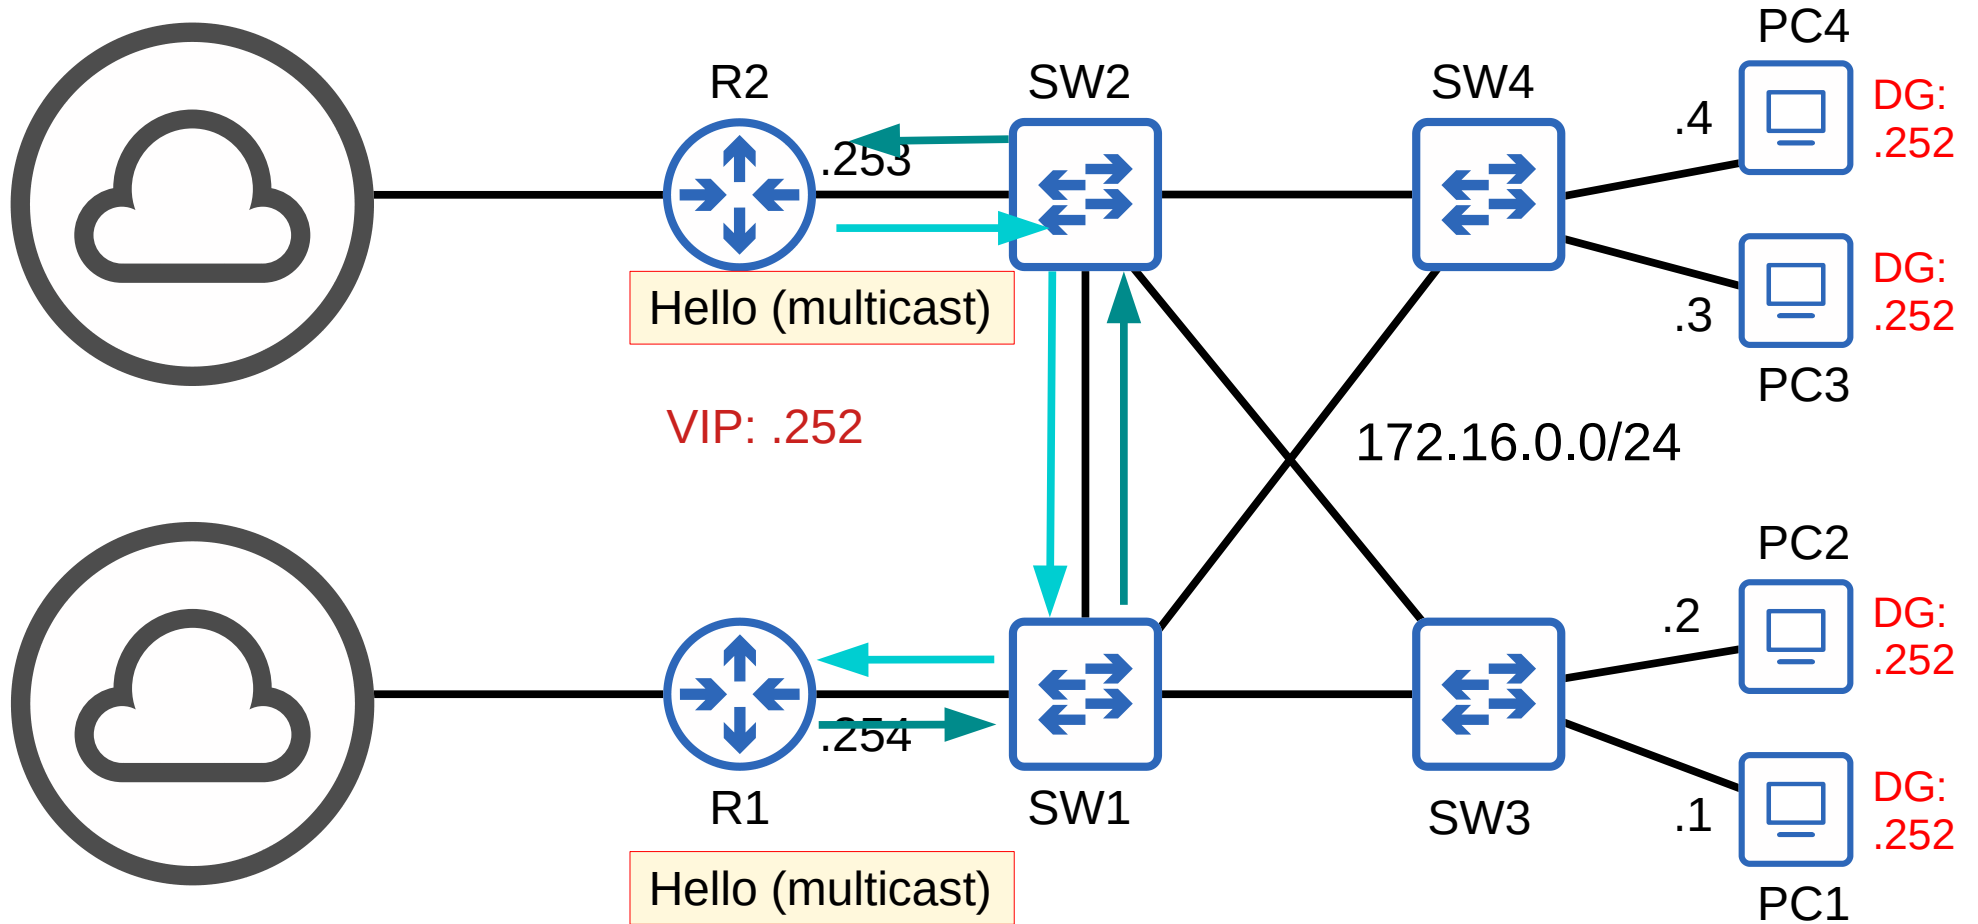 PC4
R2
SW2
SW4
DG:
.252
.4
.253
DG:
.252
.3
Hello (multicast)
PC3
VIP: .252
172.16.0.0/24
PC2
.2
DG:
.252
.254
R1
SW1
SW3
.1
DG:
.252
Hello (multicast)
PC1